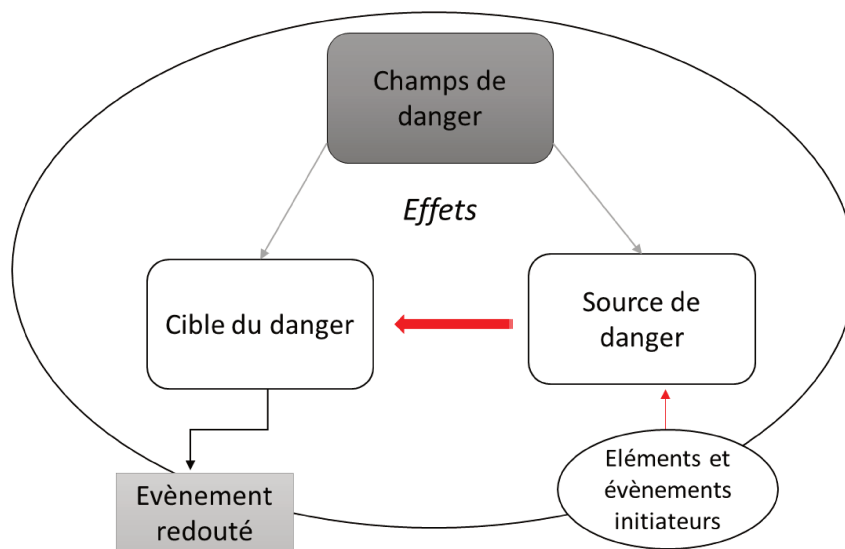 Champs de
danger
Effets
Cible du danger
Source de
danger
Evènement
redouté
Eléments et
évènements
initiateurs